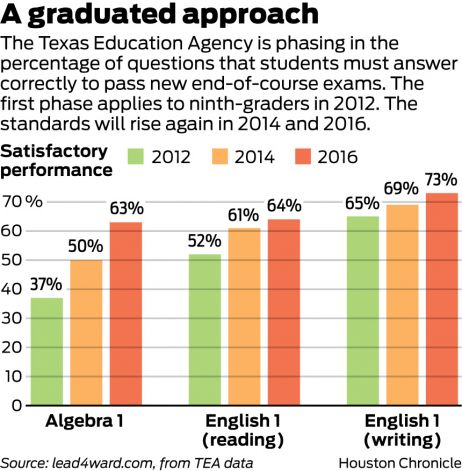 A graduated approach
The Texas Education Agency is phasing in the
percentage of questions that students must answer
correctly to pass new end-of-course exams. The
first phase applies to ninth-graders in 2012. The
standards will rise again in 2014 and 2016.
Satisfactory
performance
2012 2014 2016
70%
60
50
40
30
20
10
0
37% 50% 63%
52% 61% 64%
65% 69% 73%
Algebra 1
English 1
(reading)
English 1
(writing)
Source: lead4ward.com, from TEA data
Houston Chronicle